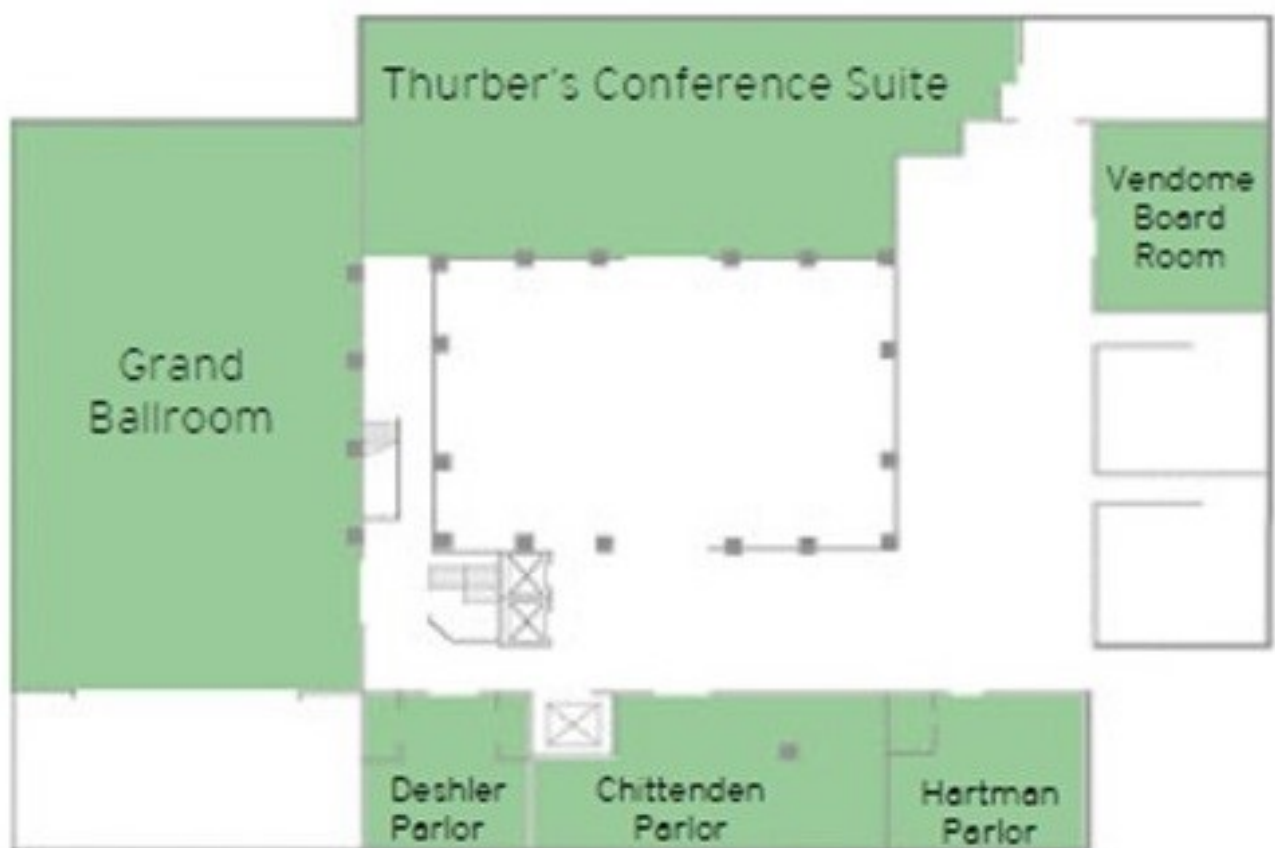 Thurber's Conference Suite
Vendome
Board
Room
Grand
Ballroom
Deshler
Parlor
Chittenden
Parlor
Hartman
Parlor